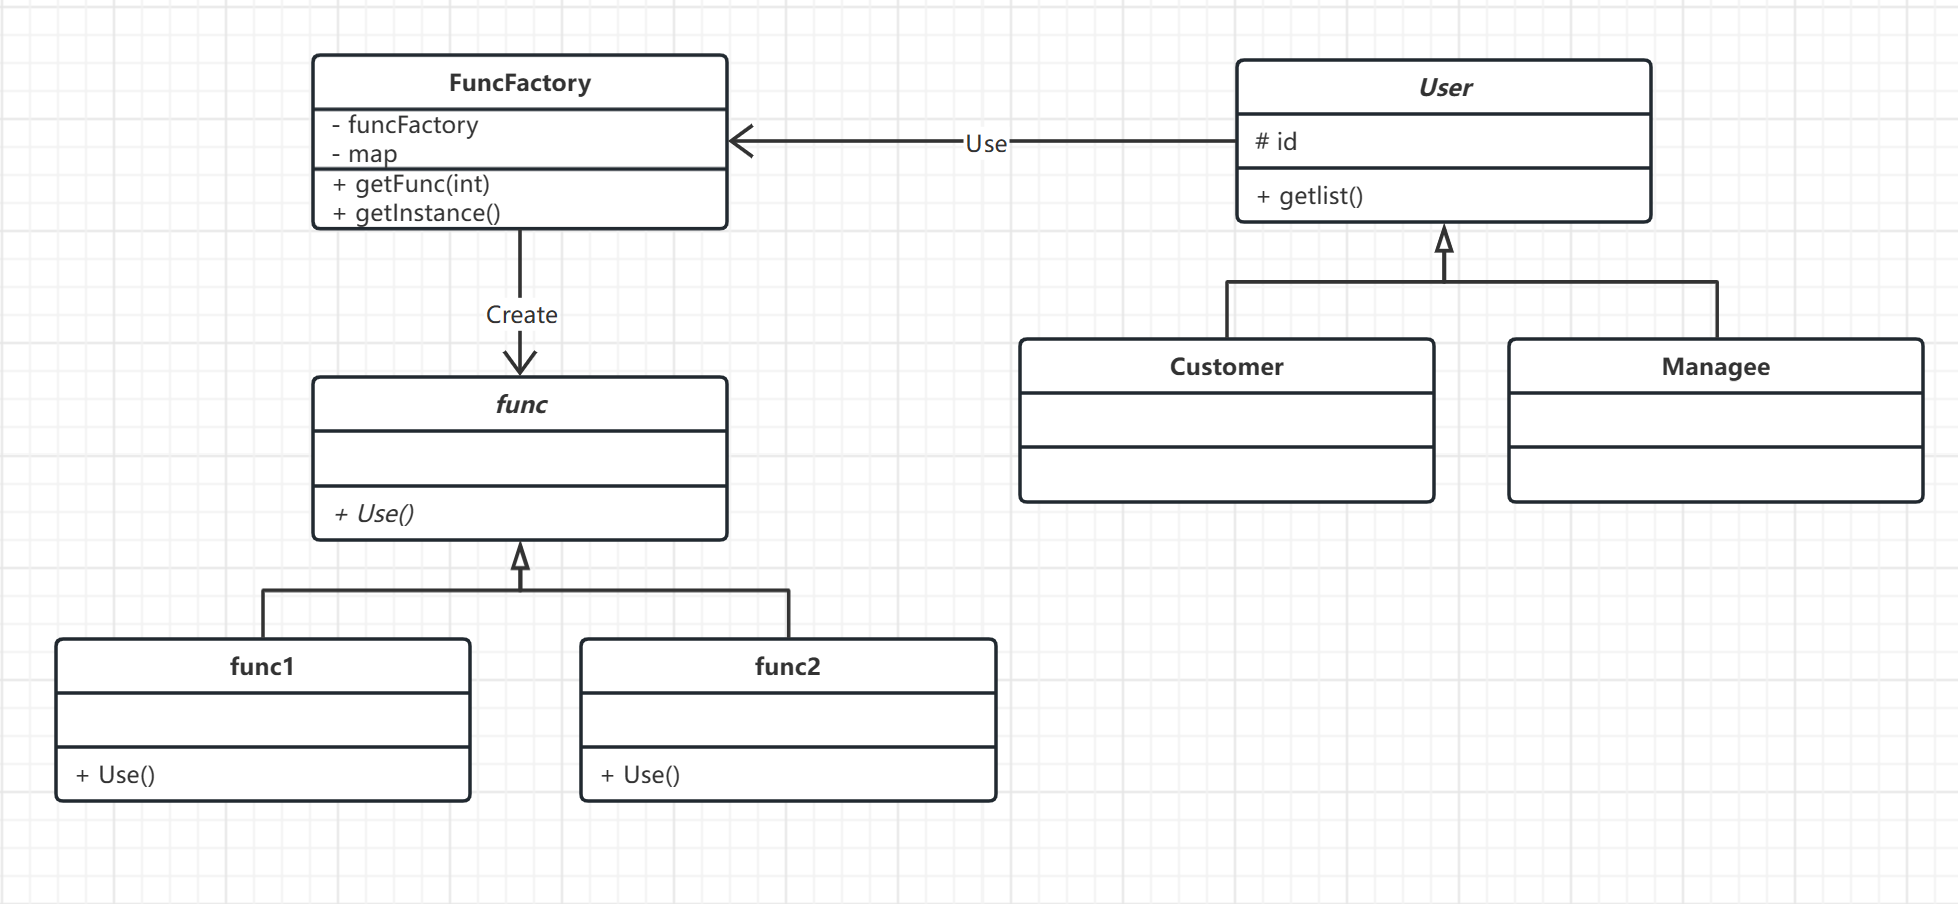 FuncFactory
- funcFactory
- map
+ getFunc(int)
+ getInstance()
Use
User
# id
+ getlist()
Create
Customer
Managee
func
+ Use()
func1
+ Use()
func2
+ Use()